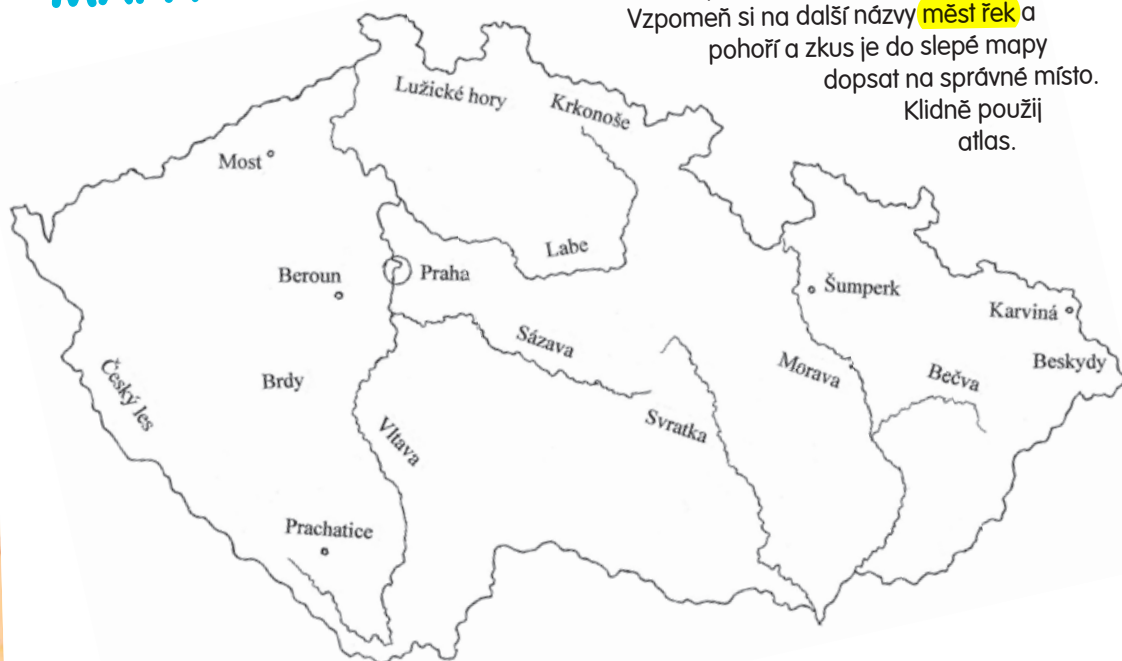 Vzpomeň si na další názvy měst řek a
pohoří a zkus je do slepé mapy
dopsat na správné místo.
Klidně použij
atlas.
Lužické hory
Krkonoše
Most
Labe
Beroun
Praha
Šumperk
Karviná
Sázava
Beskydy
Morava
Bečva
Český les
Brdy
Svratka
Vltava
Prachatice